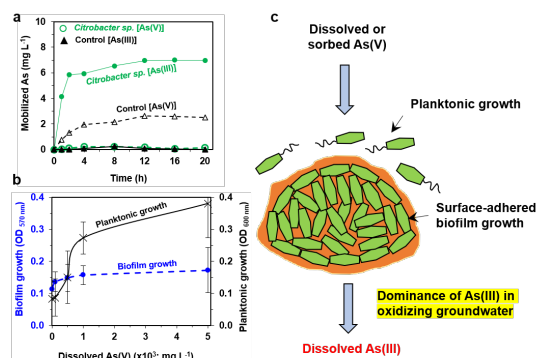 a
Mobilized As (mg L-1)
10
8
6
4
2
0
Citrobacter sp. [As(V)]
Control [As(III)]
Citrobacter sp. [As(III)]
Control [As(V)]
0 4 8 12 16 20
Time (h)
b
Biofilm growth (OD 570 nm)
0.4
0.3
0.2
0.1
0.0
Planktonic growth
Biofilm growth
0.4
0.3
0.2
0.1
0.0
Planktonic growth (OD 600 nm)
0 1 2 3 4 5
Dissolved As(V) (x103, mg L-1)
c
Dissolved or
sorbed As(V)
Planktonic growth
Surface-adhered
biofilm growth
Dominance of As(III) in
oxidizing groundwater
Dissolved As(III)